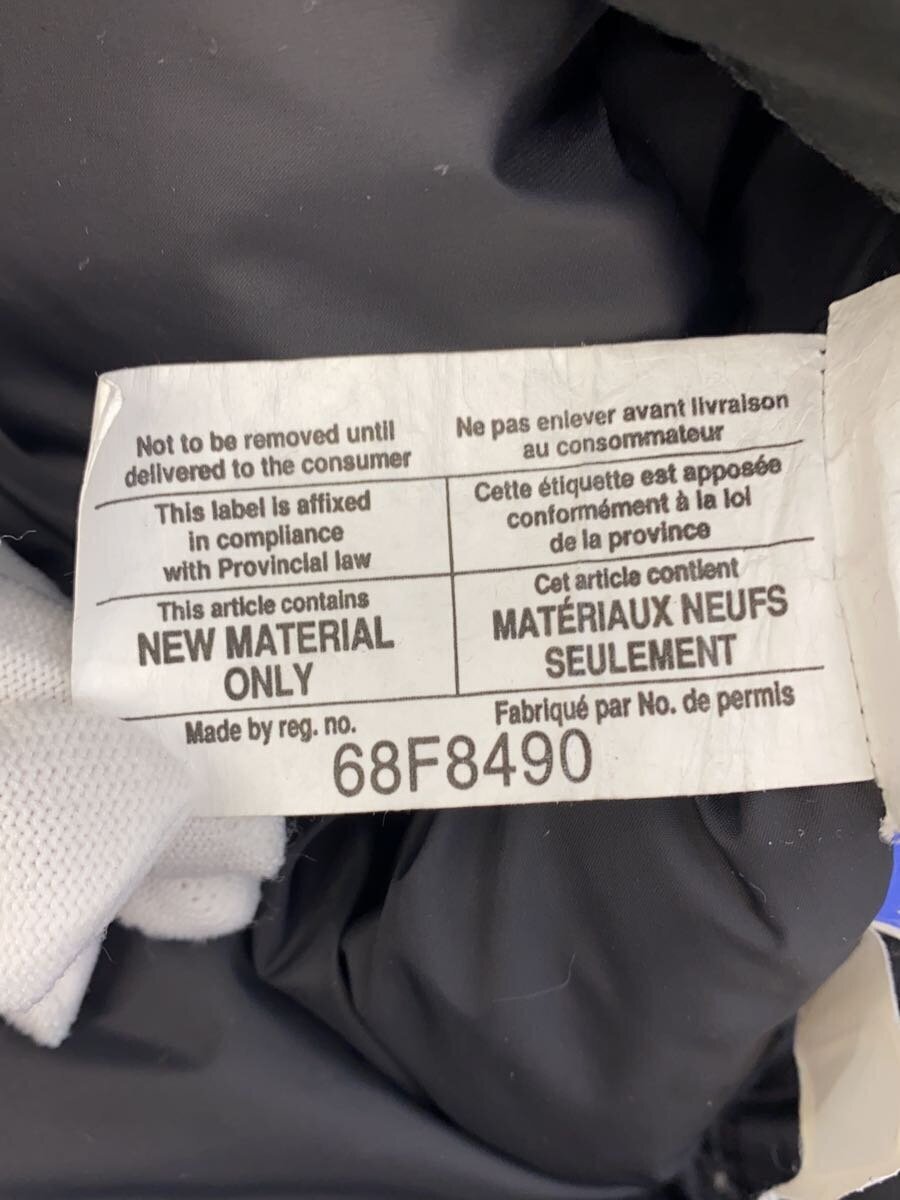 Not to be removed until
delivered to the consumer
Ne pas enlever avant livraison
au consommateur
This label is affixed
in compliance
with Provincial law
Cette étiquette est apposée
conformément à la loi
de la province
This article contains
NEW MATERIAL
ONLY
Cet article contient
MATÉRIAUX NEUFS
SEULEMENT
Made by reg. no.
Fabriqué par No. de permis
68F8490